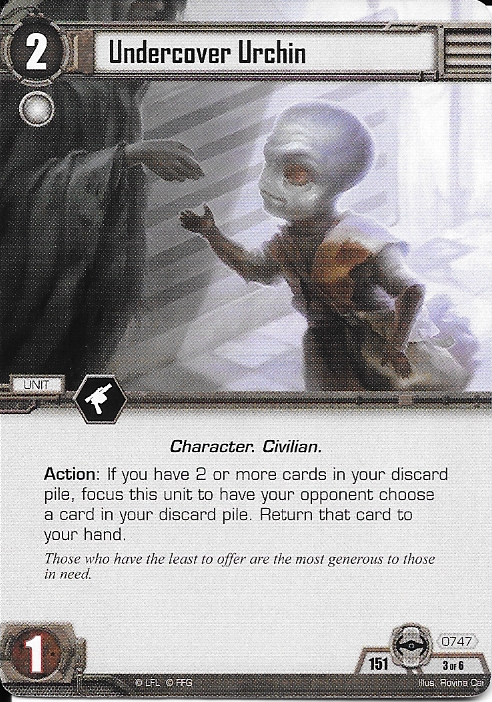 2
Undercover Urchin
UNIT
Character. Civilian.
Action: If you have 2 or more cards in your discard
pile, focus this unit to have your opponent choose
a card in your discard pile. Return that card to
your hand.
Those who have the least to offer are the most generous to those
in need.
1
151
0747
3 of 6
© LFL © FFG
Illus. Rovina Cai